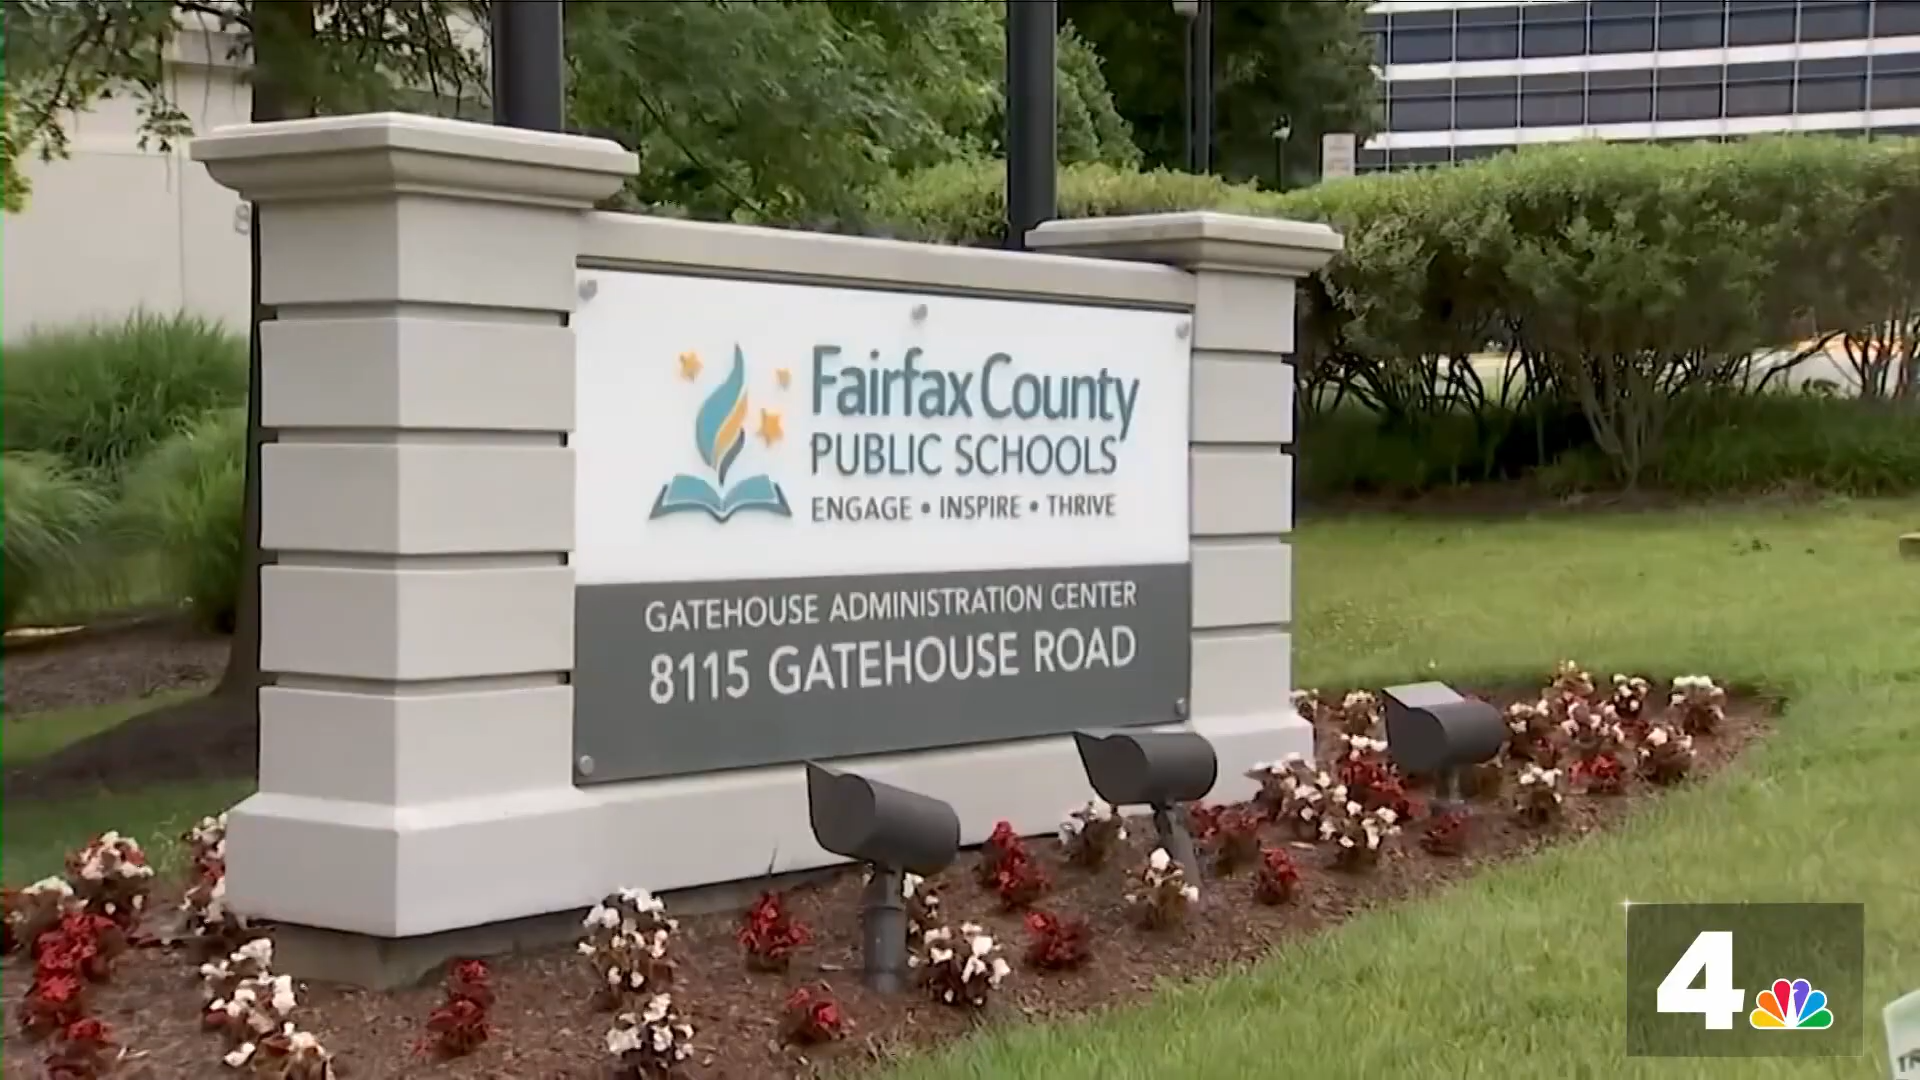 Fairfax County
PUBLIC SCHOOLS
ENGAGE • INSPIRE • THRIVE
GATEHOUSE ADMINISTRATION CENTER
8115 GATEHOUSE ROAD
4